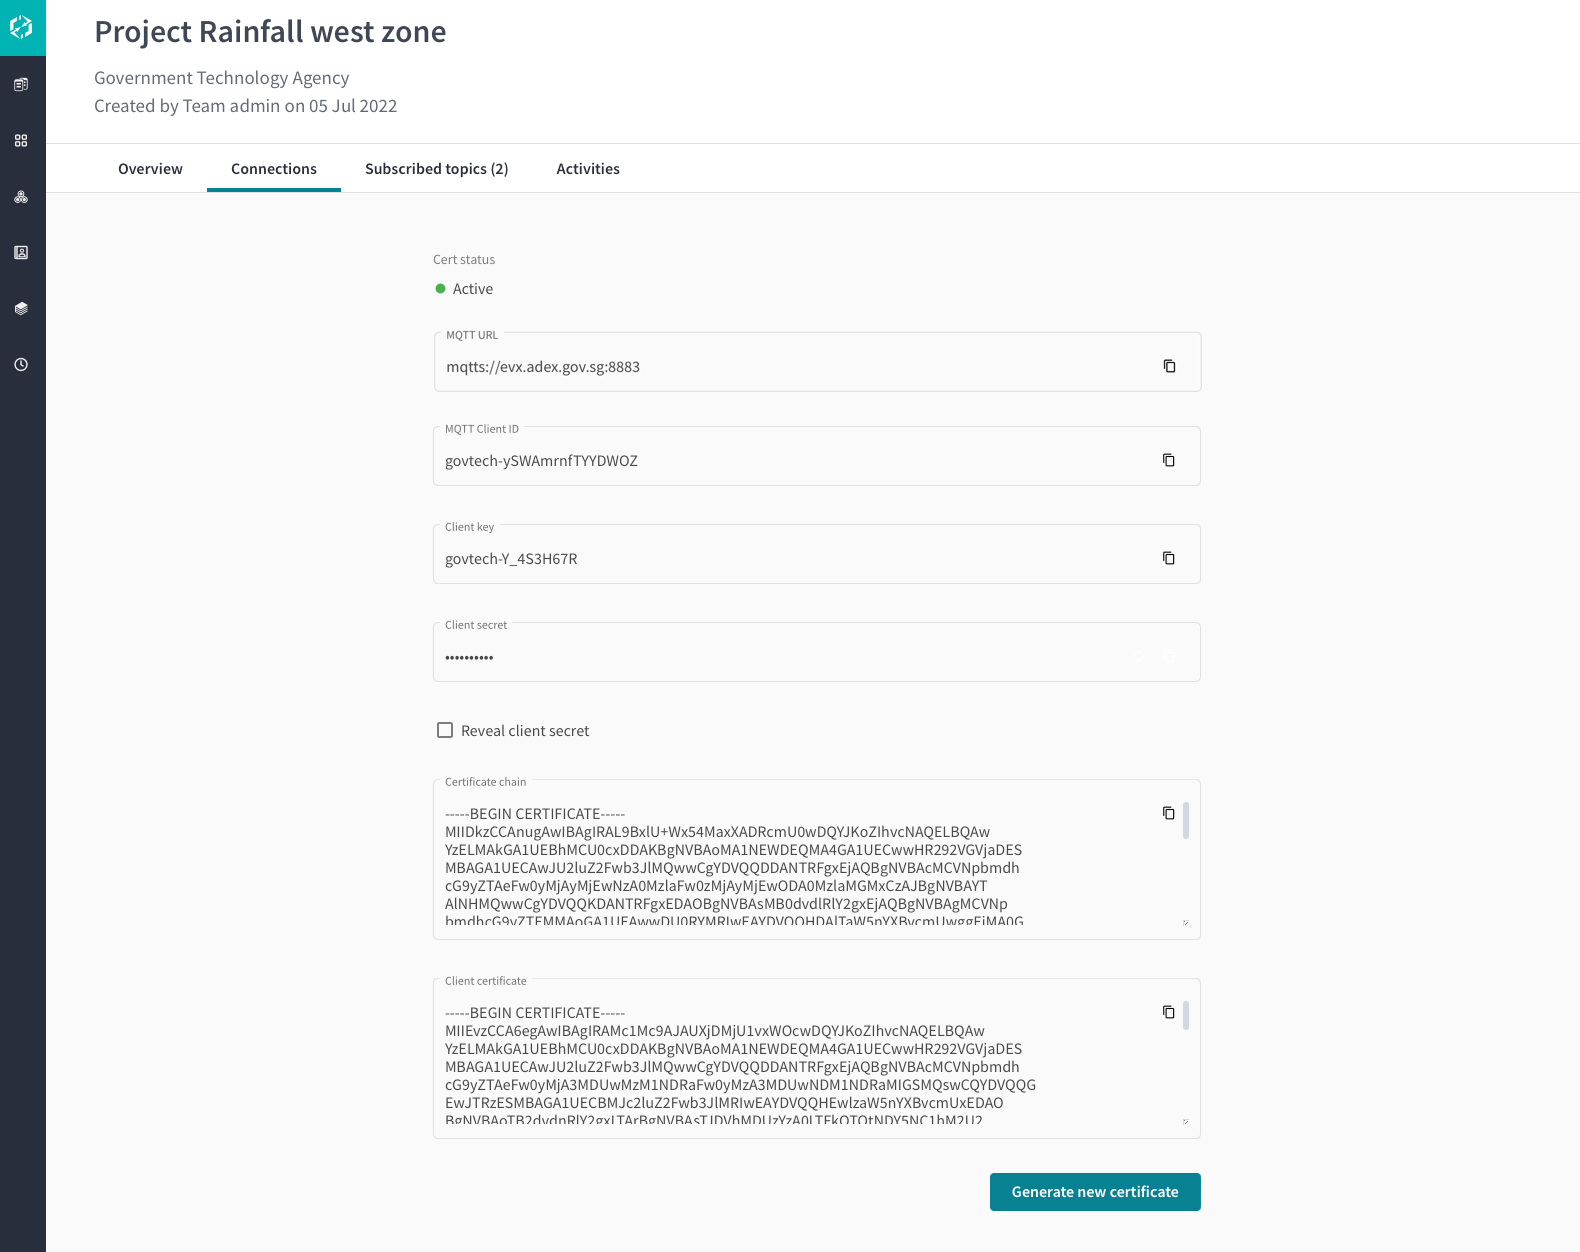 Project Rainfall west zone
Government Technology Agency
Created by Team admin on 05 Jul 2022
Overview Connections Subscribed topics (2) Activities
Cert status
Active
MQTT URL
mqtts://evx.adex.gov.sg:8883
MQTT Client ID
govtech-ySWAmrnfTYYDWOZ
Client key
govtech-Y_4S3H67R
Client secret
••••••••••
Reveal client secret
Certificate chain
-----BEGIN CERTIFICATE-----
MIIDkzCCAnugAwIBAgIRAL9BxlU+Wx54MaxXADRcmU0wDQYJKoZIhvcNAQELBQAw
YzELMAkGA1UEBhMCU0cxDDAKBgNVBAoMA1NEWDEQMA4GA1UECwwHR292VGVjaDES
MBAGA1UECAwJU2luZ2Fwb3JlMQwwCgYDVQQDDANTRFgxEjAQBgNVBAcMCVNpbmdh
cG9yZTAeFw0yMjAyMjEwNzA0MzlaFw0zMjAyMjEwODA0MzlaMGMxCzAJBgNVBAYT
AlNHMQwwCgYDVQQKDANTRFgxEDAOBgNVBAsMB0dvdlRlY2gxEjAQBgNVBAgMCVNp
bmdhcG9yZTEMMAoGA1UEAwwDU0RYMRIwEAYDVQQHDAlTaW5nYXBvcmUwggEiMA0G
Client certificate
-----BEGIN CERTIFICATE-----
MIIEvzCCA6egAwIBAgIRAMc1Mc9AJAUXjDMjU1vxWOcwDQYJKoZIhvcNAQELBQAw
YzELMAkGA1UEBhMCU0cxDDAKBgNVBAoMA1NEWDEQMA4GA1UECwwHR292VGVjaDES
MBAGA1UECAwJU2luZ2Fwb3JlMQwwCgYDVQQDDANTRFgxEjAQBgNVBAcMCVNpbmdh
cG9yZTAeFw0yMjA3MDUwMzM1NDRaFw0yMzA3MDUwNDM1NDRaMIGSMQswCQYDVQQG
EwJTRzESMBAGA1UECBMJc2luZ2Fwb3JlMRIwEAYDVQQHEwlzaW5nYXBvcmUxEDAO
Generate new certificate